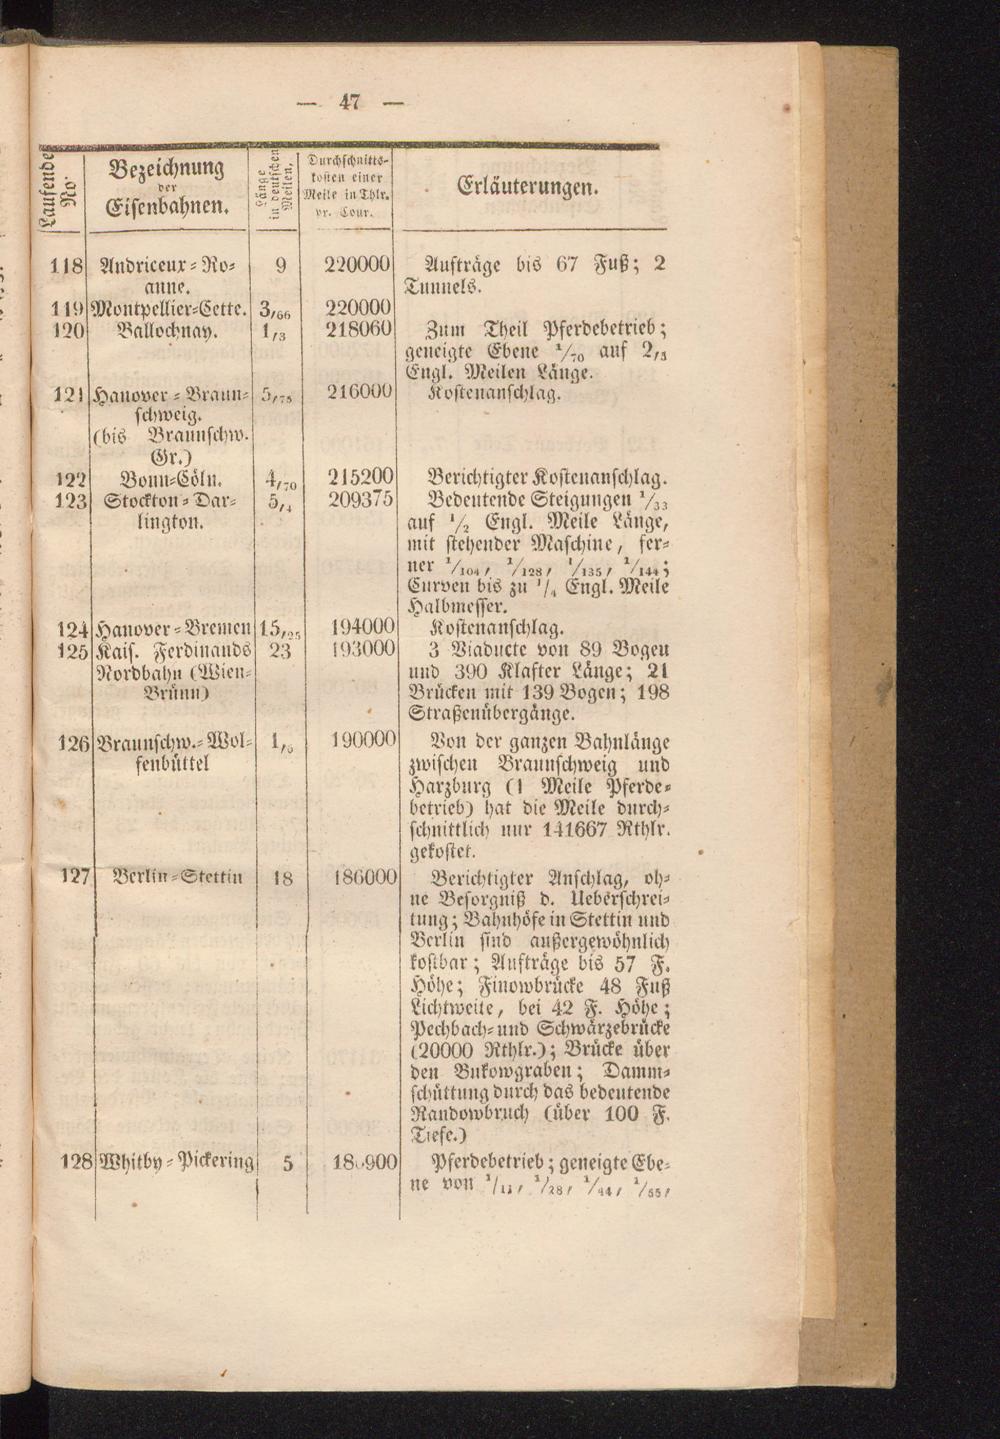 — 47 —
Laufende No.
Bezeichnung der Eisenbahnen.
Länge in deutschen Meilen.
Durchschnitts-kosten einer Meile in Thlr. pr. Cour.
Erläuterungen.
118 Andrieux-Ro- 9 220000 Aufträge bis 67 Fuß; 2
anne. Tunnels.
119 Montpellier-Cette. 3,66 220000
120 Ballochnay. 1,3 218060 Zum Theil Pferdebetrieb;
geneigte Ebene 1/70 auf 2,5
Engl. Meilen Länge.
121 Hanover-Braun- 5,75 216000 Kostenanschlag.
schweig.
(bis Braunschw.
Gr.)
122 Bonn-Cöln. 4,70 215200 Berichtigter Kostenanschlag.
123 Stockton-Dar- 5,4 209375 Bedeutende Steigungen 1/33
lington. auf 1/2 Engl. Meile Länge,
mit stehender Maschine, fer-
ner 1/104, 1/128, 1/135, 1/144;
Curven bis zu 1/4 Engl. Meile
Halbmesser.
124 Hanover-Bremen 15,25 194000 Kostenanschlag.
125 Kais. Ferdinands 23 193000 3 Viaducte von 89 Bogen
Nordbahn (Wien- und 390 Klafter Länge; 21
Brünn) Brücken mit 139 Bogen; 198
Straßenübergänge.
126 Braunschw.-Wol- 1,6 190000 Von der ganzen Bahnlänge
fenbüttel zwischen Braunschweig und
Harzburg (1 Meile Pferde-
betrieb) hat die Meile durch-
schnittlich nur 141667 Rthlr.
gekostet.
127 Berlin-Stettin 18 186000 Berichtigter Anschlag, oh-
ne Besorgniß d. Ueberschrei-
tung; Bahnhöfe in Stettin und
Berlin sind außergewöhnlich
kostbar; Aufträge bis 57 F.
Höhe; Finowbrücke 48 Fuß
Lichtweite, bei 42 F. Höhe;
Pechbach- und Schwärzebrücke
(20000 Rthlr.); Brücke über
den Bukowgraben; Damm-
schüttung durch das bedeutende
Randowbruch (über 100 F.
Tiefe.)
128 Whitby-Pickering 5 Pferdebetrieb; geneigte Ebe-
ne von 1/11, 1/28, 1/44, 1/55,